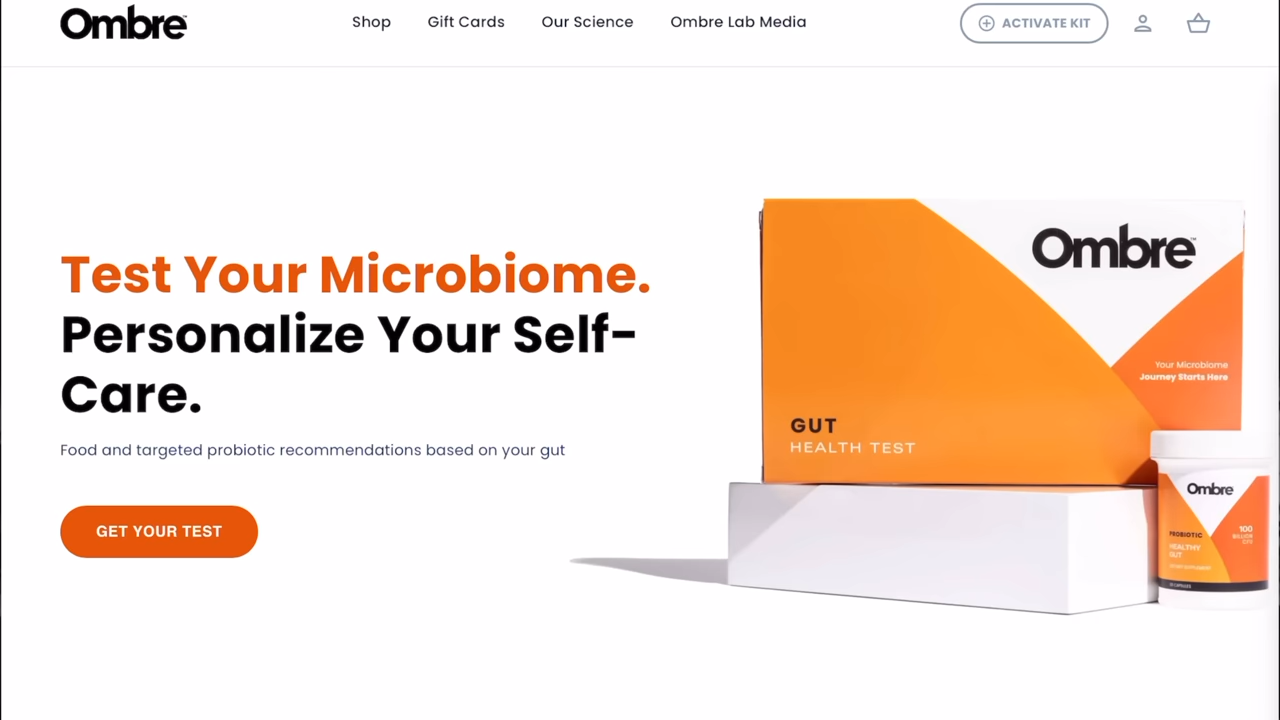 Ombre™
Shop
Gift Cards
Our Science
Ombre Lab Media
ACTIVATE KIT
Test Your Microbiome.
Personalize Your Self-
Care.
Food and targeted probiotic recommendations based on your gut
GET YOUR TEST
Ombre™
Your Microbiome
Journey Starts Here
GUT
HEALTH TEST
Ombre
PROBIOTIC
HEALTHY
GUT
100
BILLION
CFU